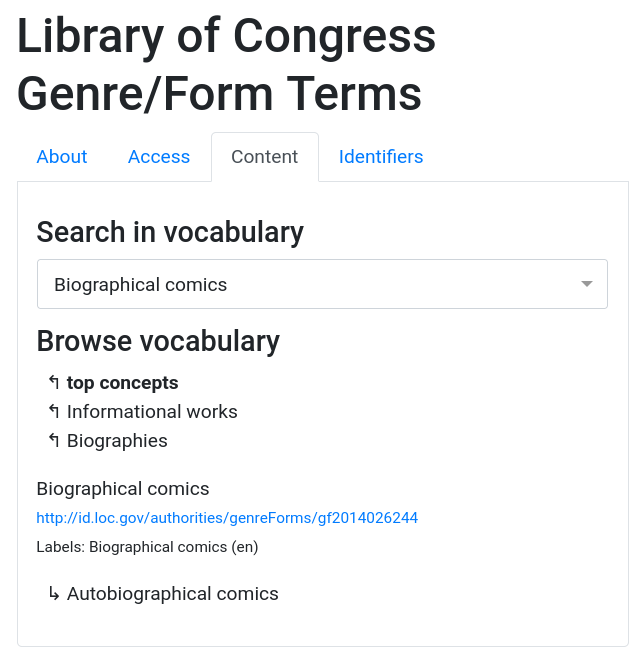 Library of Congress
Genre/Form Terms
About Access Content Identifiers
Search in vocabulary
Biographical comics
Browse vocabulary
↰ top concepts
↰ Informational works
↰ Biographies
Biographical comics
http://id.loc.gov/authorities/genreForms/gf2014026244
Labels: Biographical comics (en)
↳ Autobiographical comics